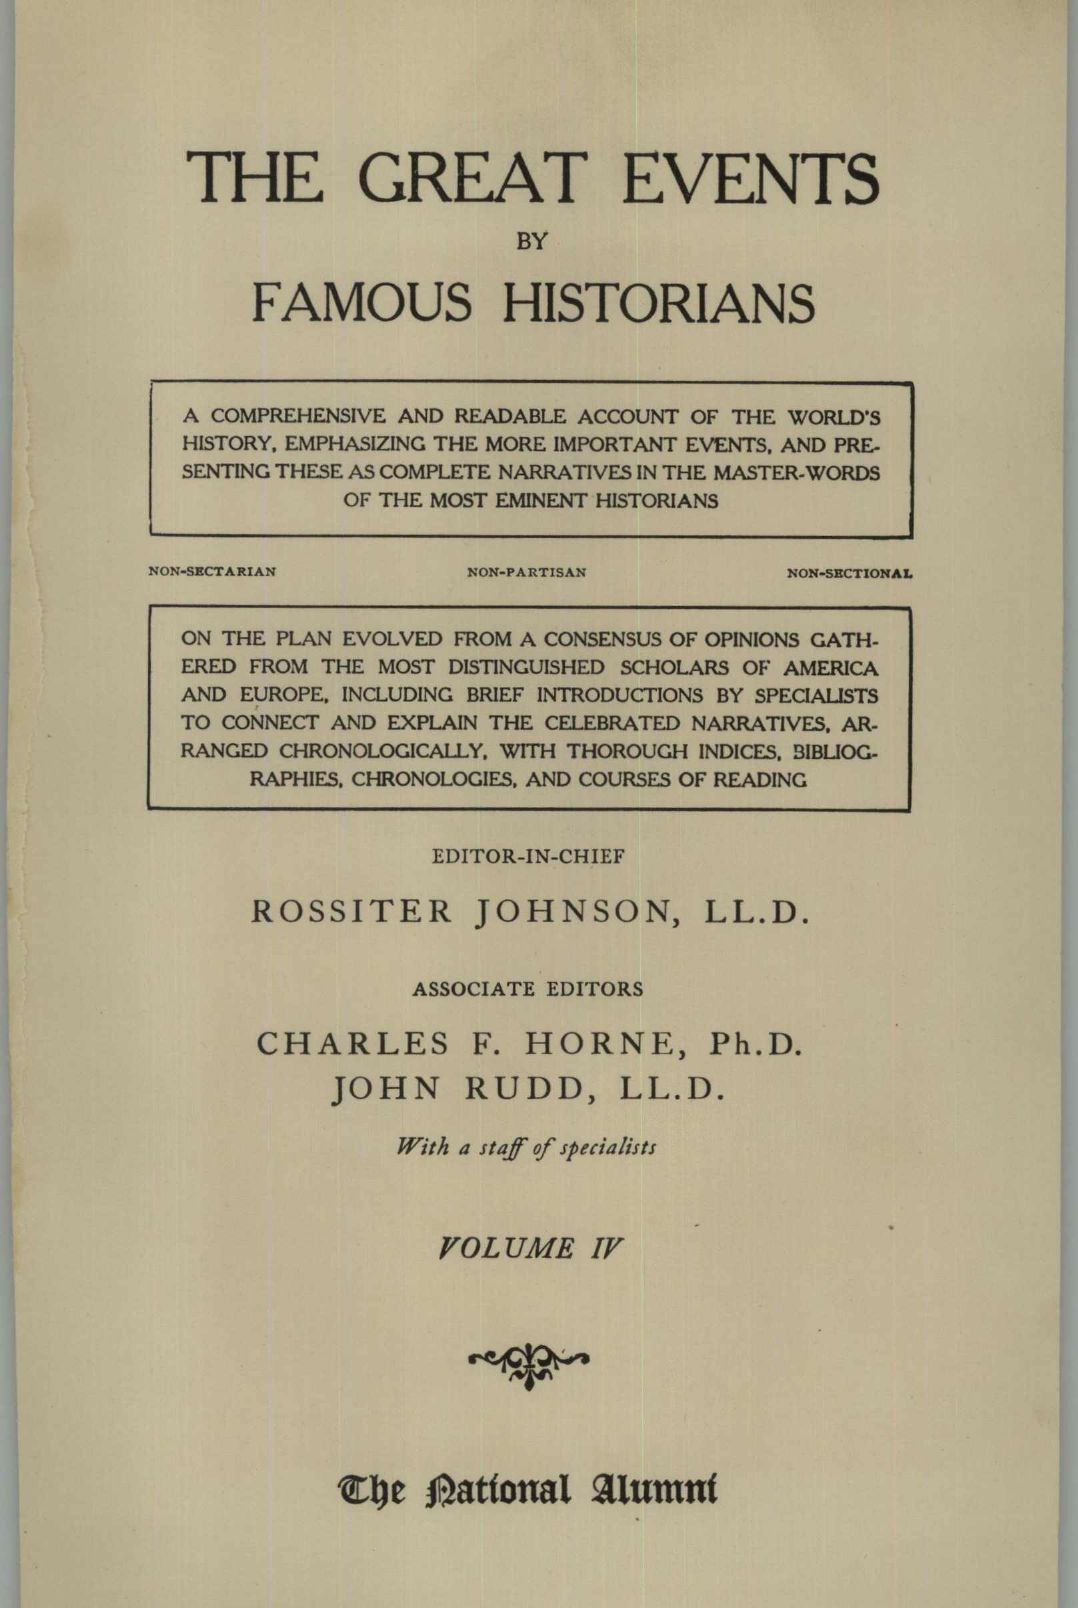 THE GREAT EVENTS
BY
FAMOUS HISTORIANS
A COMPREHENSIVE AND READABLE ACCOUNT OF THE WORLD'S
HISTORY, EMPHASIZING THE MORE IMPORTANT EVENTS, AND PRE-
SENTING THESE AS COMPLETE NARRATIVES IN THE MASTER-WORDS
OF THE MOST EMINENT HISTORIANS
NON-SECTARIAN NON-PARTISAN NON-SECTIONAL
ON THE PLAN EVOLVED FROM A CONSENSUS OF OPINIONS GATH-
ERED FROM THE MOST DISTINGUISHED SCHOLARS OF AMERICA
AND EUROPE, INCLUDING BRIEF INTRODUCTIONS BY SPECIALISTS
TO CONNECT AND EXPLAIN THE CELEBRATED NARRATIVES, AR-
RANGED CHRONOLOGICALLY, WITH THOROUGH INDICES, BIBLIOG-
RAPHIES, CHRONOLOGIES, AND COURSES OF READING
EDITOR-IN-CHIEF
ROSSITER JOHNSON, LL.D.
ASSOCIATE EDITORS
CHARLES F. HORNE, Ph.D.
JOHN RUDD, LL.D.
With a staff of specialists
VOLUME IV
The National Alumni